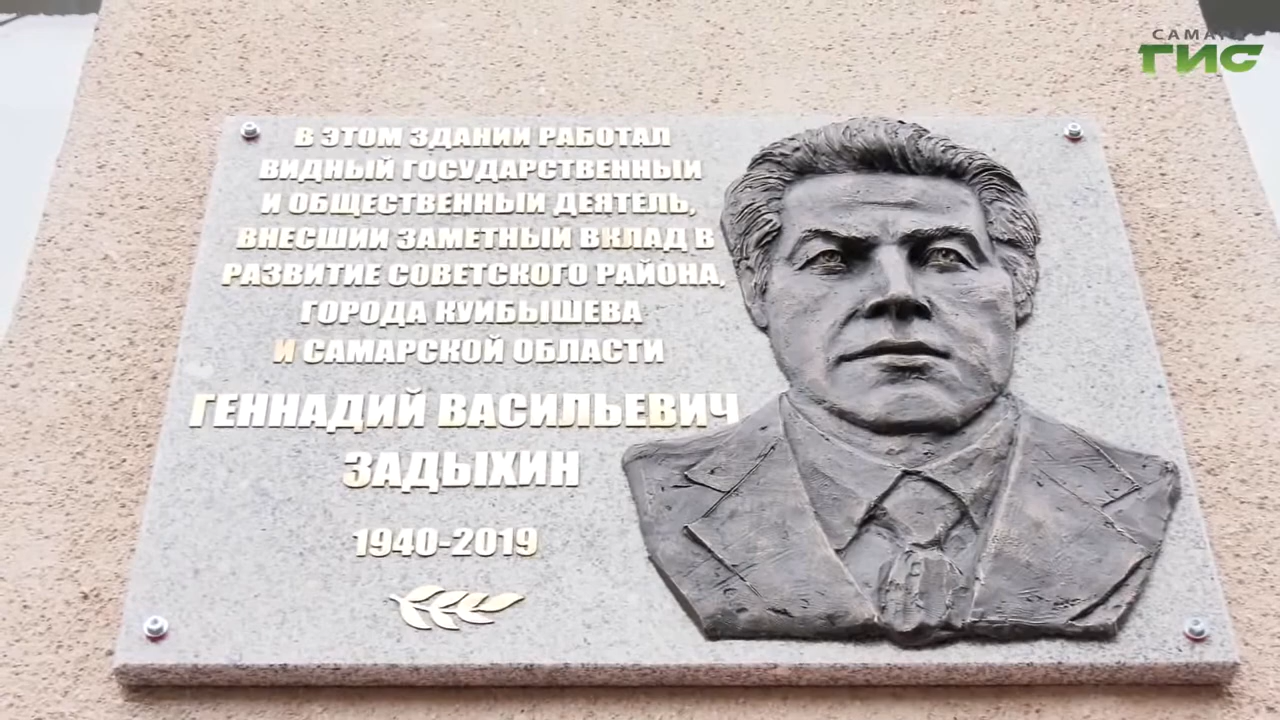 САМАРА
ГИС
В ЭТОМ ЗДАНИИ РАБОТАЛ
ВИДНЫЙ ГОСУДАРСТВЕННЫЙ
И ОБЩЕСТВЕННЫЙ ДЕЯТЕЛЬ,
ВНЕСШИЙ ЗАМЕТНЫЙ ВКЛАД В
РАЗВИТИЕ СОВЕТСКОГО РАЙОНА,
ГОРОДА КУЙБЫШЕВА
И САМАРСКОЙ ОБЛАСТИ
ГЕННАДИЙ ВАСИЛЬЕВИЧ
ЗАДЫХИН
1940-2019